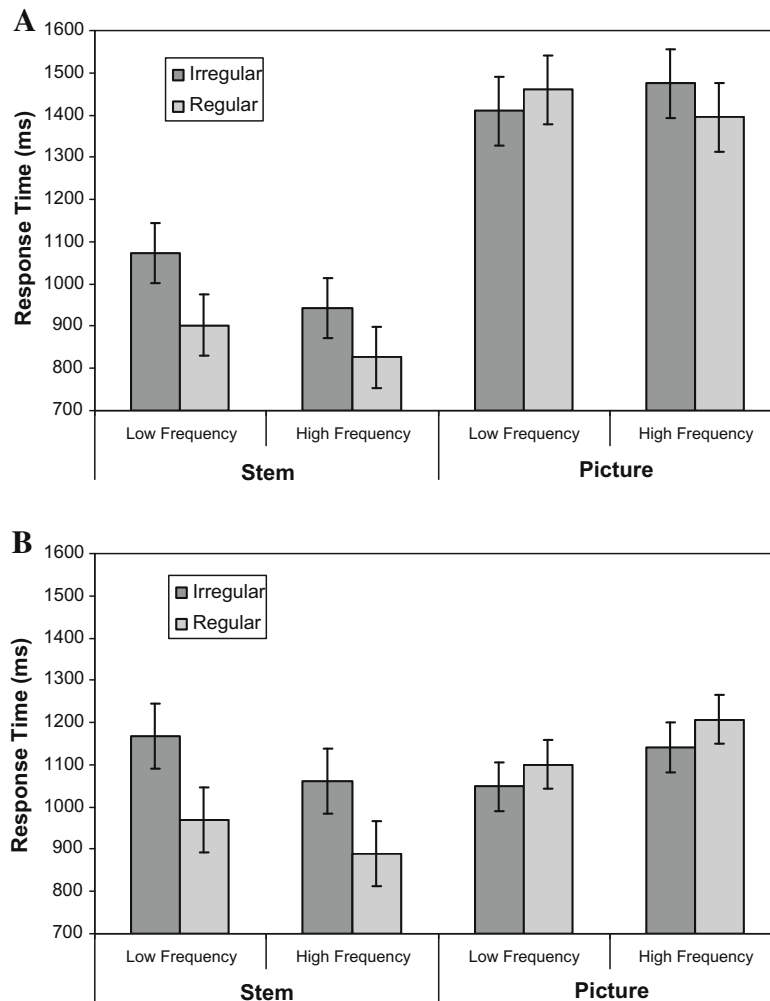 A
1600
1500
1400
1300
1100
1000
900
800
700
Response Time (ms)
Irregular
Regular
Low Frequency High Frequency Low Frequency High Frequency
Stem Picture
B
1600
1500
1400
1300
1200
1100
1000
900
800
700
Response Time (ms)
Irregular
Regular
Low Frequency High Frequency Low Frequency High Frequency
Stem Picture